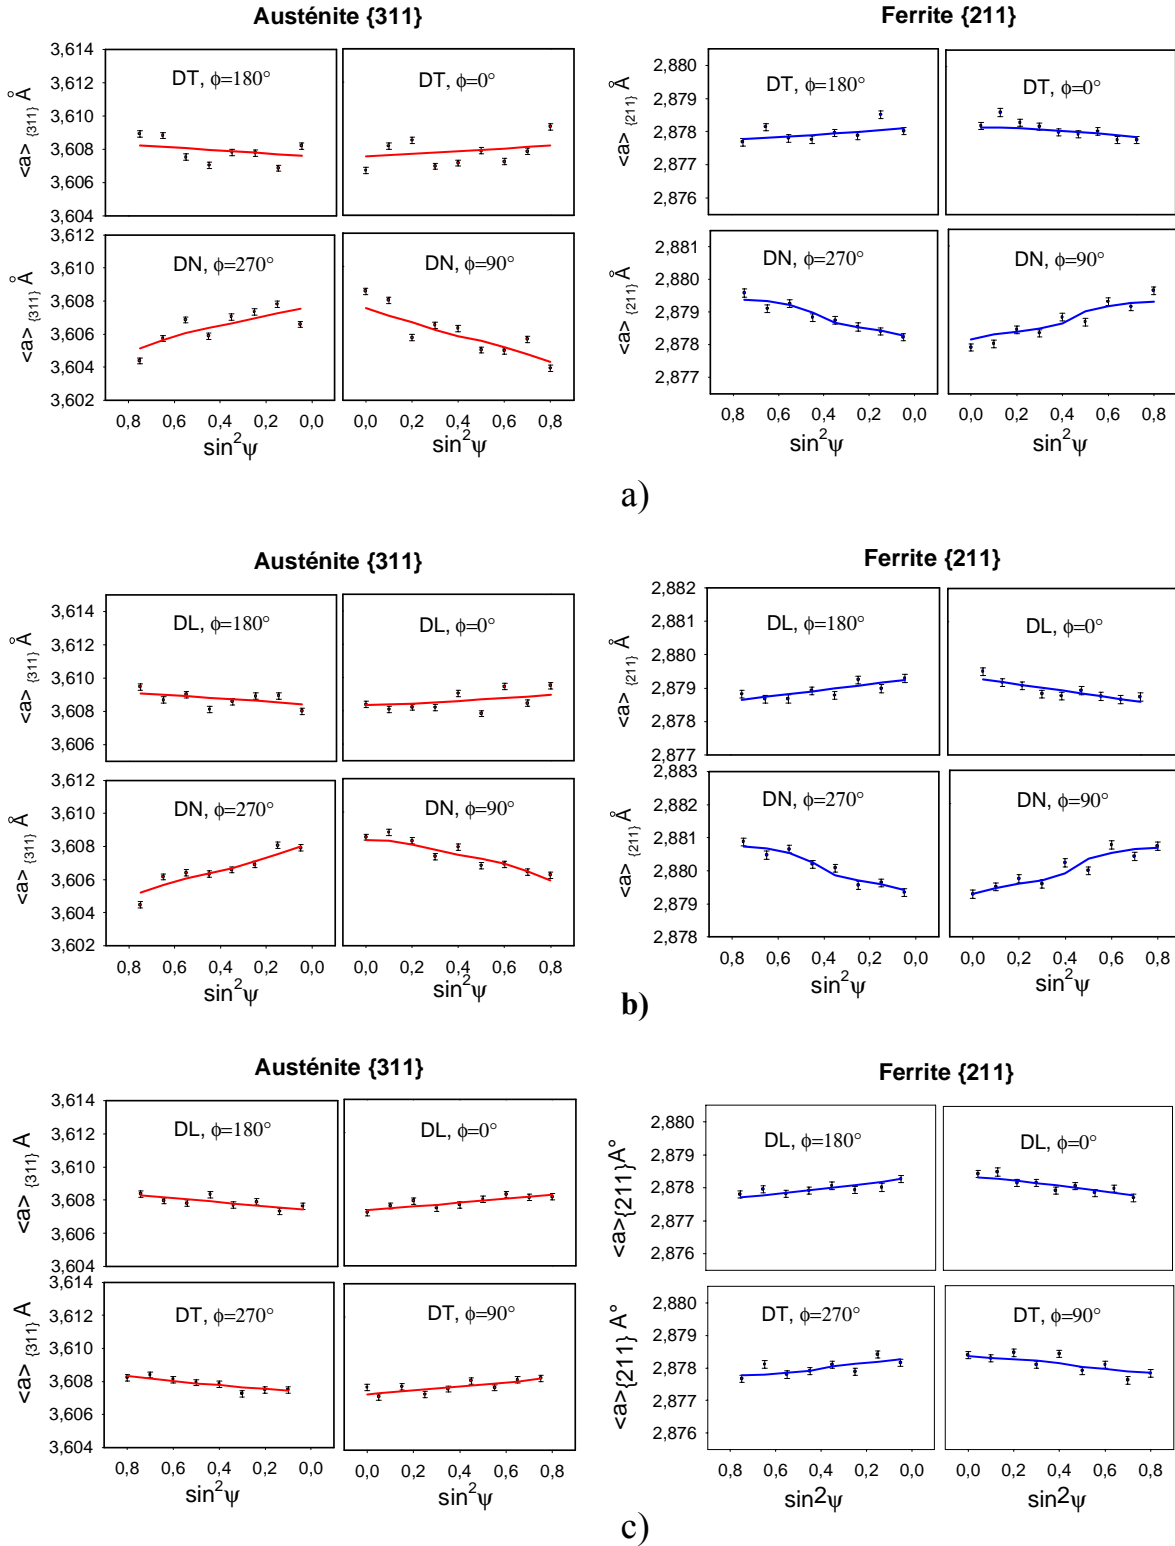 Austénite {311}
Ferrite {211}
<a> {311} Å
3,614
3,610
3,608
3,606
3,604
DT, ϕ=180°
DT, ϕ=0°
<a> {211} Å
2,880
2,879
2,878
2,877
2,876
DT, ϕ=180°
DT, ϕ=0°
<a> {311} Å
3,612
3,610
3,608
3,606
3,604
3,602
DN, ϕ=270°
DN, ϕ=90°
<a> {211} Å
2,881
2,880
2,879
2,878
2,877
DN, ϕ=270°
DN, ϕ=90°
0,8 0,6 0,4 0,2 0,0
0,0 0,2 0,4 0,6 0,8
0,8 0,6 0,4 0,2 0,0
0,0 0,2 0,4 0,6 0,8
sin²ψ
sin²ψ
sin²ψ
sin²ψ
a)
Austénite {311}
Ferrite {211}
<a> {311} Å
3,614
3,610
3,608
3,606
DL, ϕ=180°
DL, ϕ=0°
<a> {211} Å
2,882
2,880
2,879
2,878
2,877
DL, ϕ=180°
DL, ϕ=0°
<a> {311} Å
3,612
3,610
3,608
3,606
3,604
3,602
DN, ϕ=270°
DN, ϕ=90°
<a> {211} Å
2,883
2,882
2,881
2,880
2,879
2,878
DN, ϕ=270°
DN, ϕ=90°
0,8 0,6 0,4 0,2 0,0
0,0 0,2 0,4 0,6 0,8
0,8 0,6 0,4 0,2 0,0
0,0 0,2 0,4 0,6 0,8
sin²ψ
sin²ψ
sin²ψ
sin²ψ
b)
Austénite {311}
Ferrite {211}
<a> {311} A
3,614
3,610
3,608
3,606
3,604
DL, ϕ=180°
DL, ϕ=0°
<a>{211}A°
2,880
2,879
2,878
2,877
2,876
DL, ϕ=180°
DL, ϕ=0°
<a> {311} A
3,614
3,610
3,608
3,606
3,604
DT, ϕ=270°
DT, ϕ=90°
<a>{211} A°
2,880
2,879
2,878
2,877
2,876
DT, ϕ=270°
DT, ϕ=90°
0,8 0,6 0,4 0,2 0,0
0,0 0,2 0,4 0,6 0,8
0,8 0,6 0,4 0,2 0,0
0,0 0,2 0,4 0,6 0,8
sin²ψ
sin²ψ
sin2ψ
sin2ψ
c)